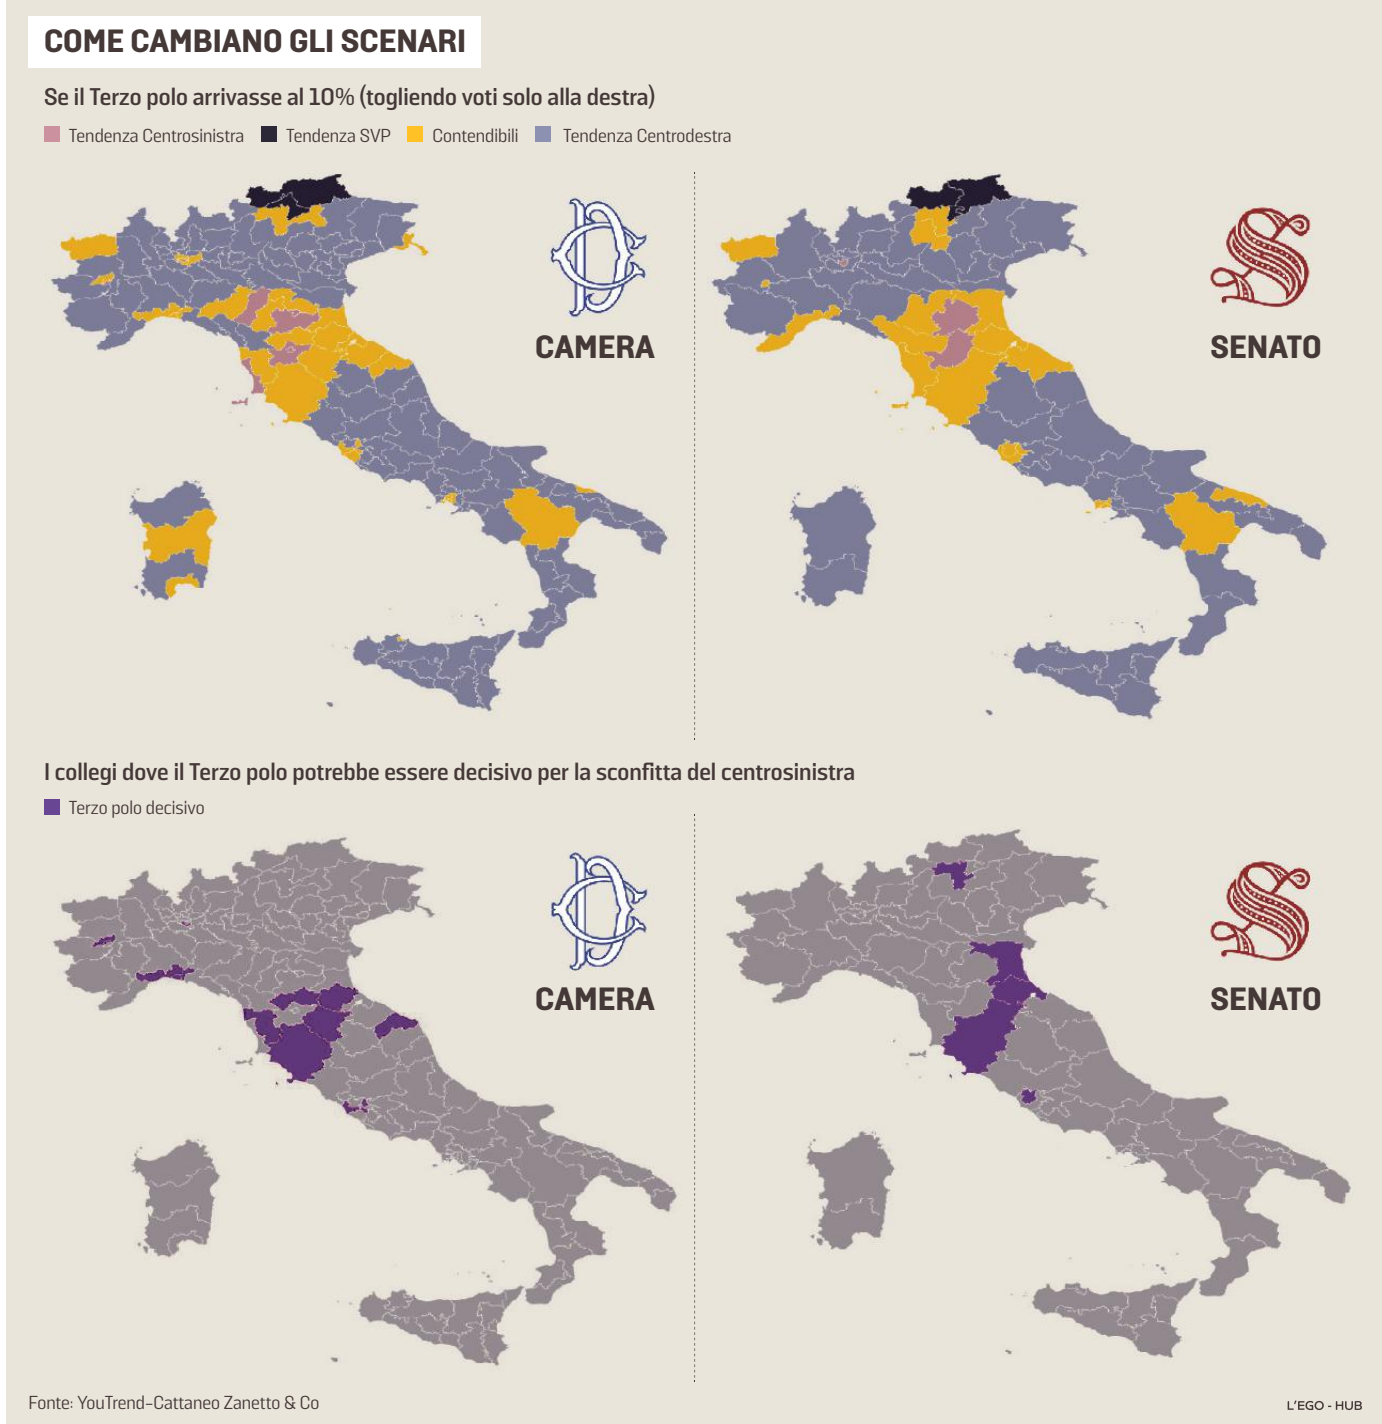 COME CAMBIANO GLI SCENARI
Se il Terzo polo arrivasse al 10% (togliendo voti solo alla destra)
Tendenza Centrosinistra Tendenza SVP Contendibili Tendenza Centrodestra
CAMERA
SENATO
I collegi dove il Terzo polo potrebbe essere decisivo per la sconfitta del centrosinistra
Terzo polo decisivo
CAMERA
SENATO
Fonte: YouTrend-Cattaneo Zanetto & Co
L'EGO - HUB